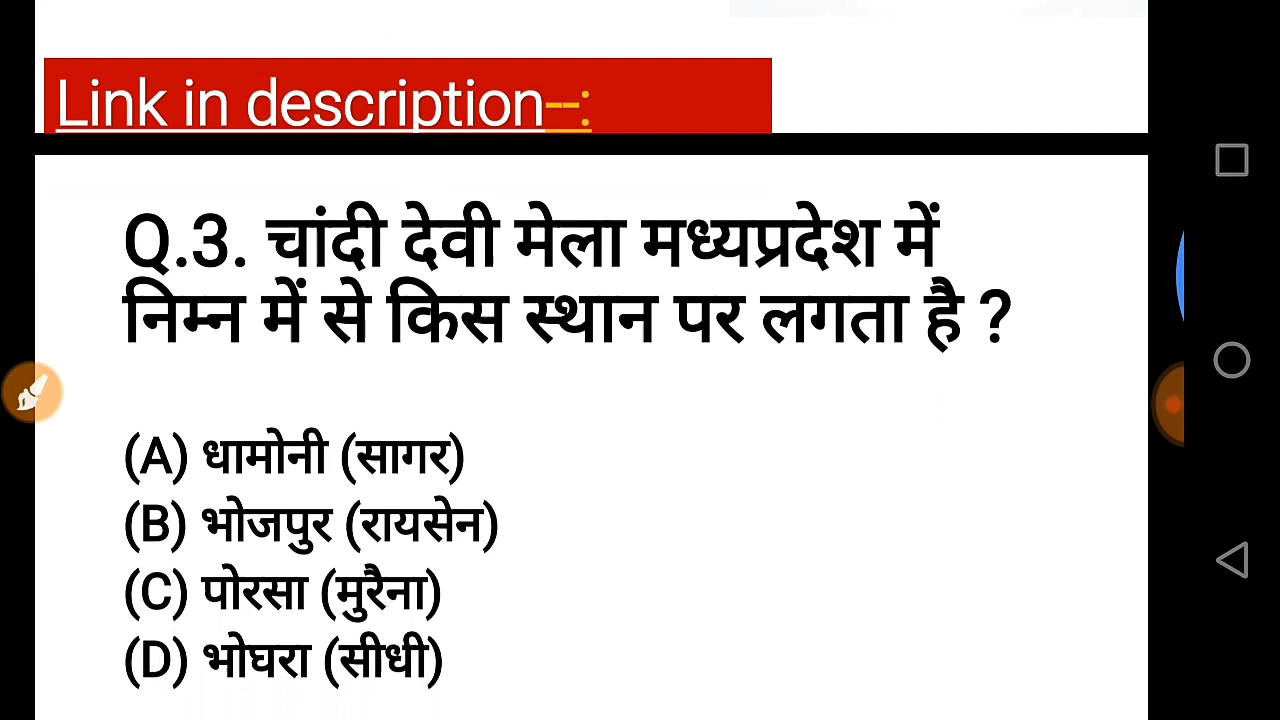 Link in description--:
Q.3. चांदी देवी मेला मध्यप्रदेश में
निम्न में से किस स्थान पर लगता है ?
(A) धामोनी (सागर)
(B) भोजपुर (रायसेन)
(C) पोरसा (मुरैना)
(D) भोघरा (सीधी)